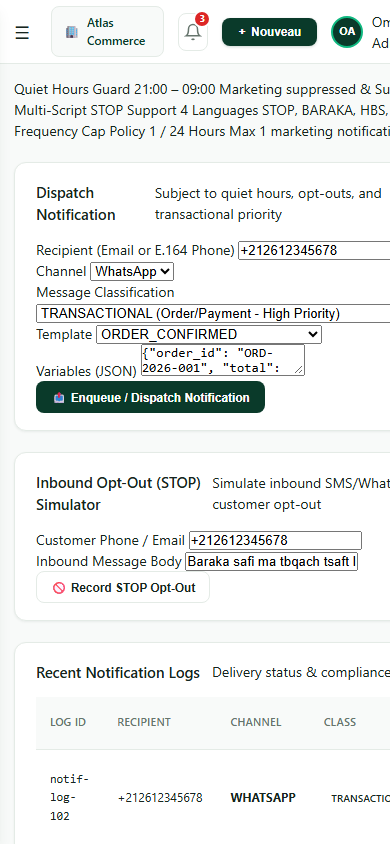 Atlas
Commerce
3
+ Nouveau
OA
Ad
Quiet Hours Guard 21:00 – 09:00 Marketing suppressed & Su
Multi-Script STOP Support 4 Languages STOP, BARAKA, HBS,
Frequency Cap Policy 1 / 24 Hours Max 1 marketing notificati
Dispatch
Notification
Subject to quiet hours, opt-outs, and
transactional priority
Recipient (Email or E.164 Phone) +212612345678
Channel WhatsApp
Message Classification
TRANSACTIONAL (Order/Payment - High Priority)
Template ORDER_CONFIRMED
Variables (JSON) {"order_id": "ORD-
2026-001", "total":
Enqueue / Dispatch Notification
Inbound Opt-Out (STOP)
Simulator
Simulate inbound SMS/What
customer opt-out
Customer Phone / Email +212612345678
Inbound Message Body Baraka safi ma tbqach tsaft l
Record STOP Opt-Out
Recent Notification Logs Delivery status & compliance
LOG ID RECIPIENT CHANNEL CLASS
notif-
log-
102
+212612345678 WHATSAPP TRANSACTIO